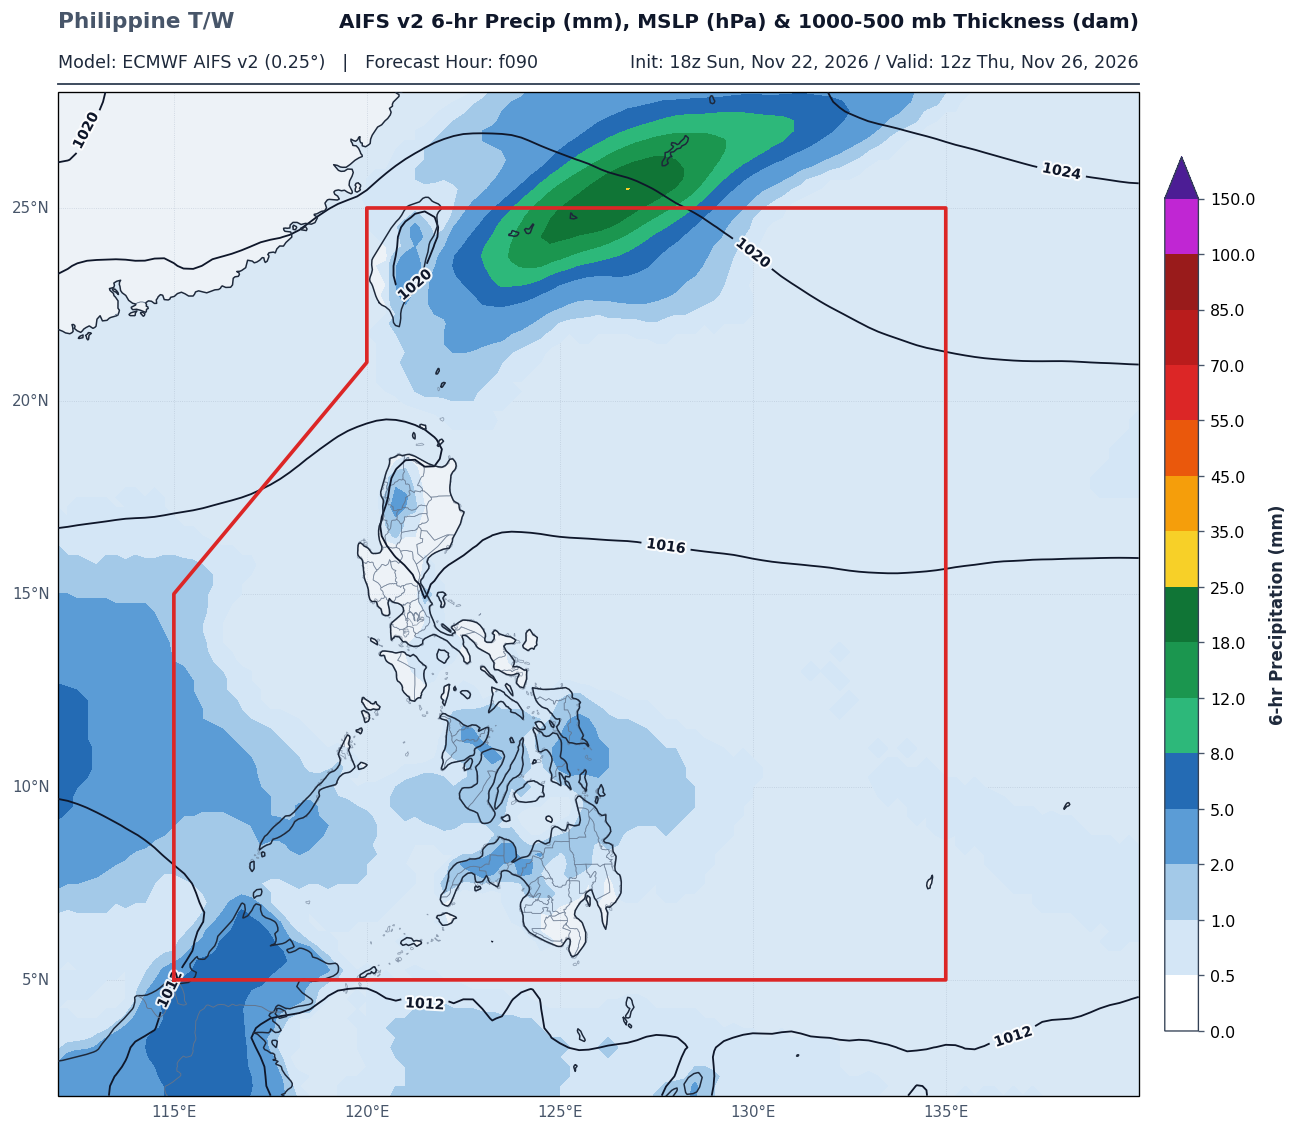 Philippine T/W
AIFS v2 6-hr Precip (mm), MSLP (hPa) & 1000-500 mb Thickness (dam)
Model: ECMWF AIFS v2 (0.25°) | Forecast Hour: f090
Init: 18z Sun, Nov 22, 2026 / Valid: 12z Thu, Nov 26, 2026
1020
1024
25°N
1020
1020
20°N
1016
15°N
10°N
5°N
1012
1012
1012
115°E
120°E
125°E
130°E
135°E
150.0
100.0
85.0
70.0
55.0
45.0
35.0
25.0
18.0
12.0
8.0
5.0
2.0
1.0
0.5
0.0
6-hr Precipitation (mm)